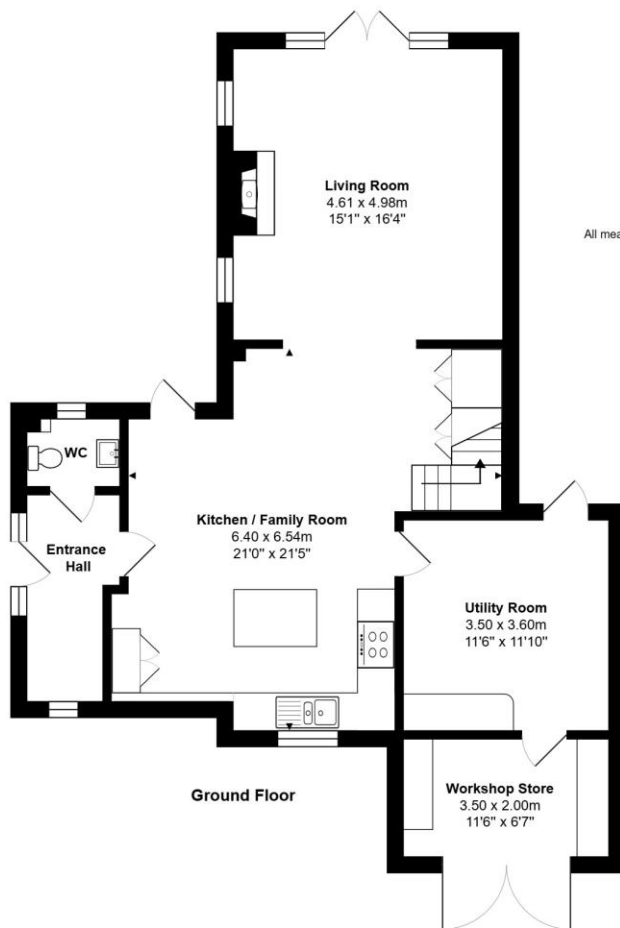 Living Room
4.61 x 4.98m
15'1" x 16'4"
All mea
WC
Entrance
Hall
Kitchen / Family Room
6.40 x 6.54m
21'0" x 21'5"
Utility Room
3.50 x 3.60m
11'6" x 11'10"
Ground Floor
Workshop Store
3.50 x 2.00m
11'6" x 6'7"